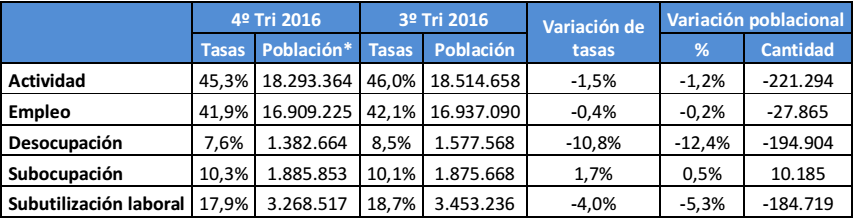 4º Tri 2016 3º Tri 2016 Variación de tasas Variación poblacional
Tasas Población* Tasas Población % Cantidad
Actividad 45,3% 18.293.364 46,0% 18.514.658 -1,5% -1,2% -221.294
Empleo 41,9% 16.909.225 42,1% 16.937.090 -0,4% -0,2% -27.865
Desocupación 7,6% 1.382.664 8,5% 1.577.568 -10,8% -12,4% -194.904
Subocupación 10,3% 1.885.853 10,1% 1.875.668 1,7% 0,5% 10.185
Subutilización laboral 17,9% 3.268.517 18,7% 3.453.236 -4,0% -5,3% -184.719